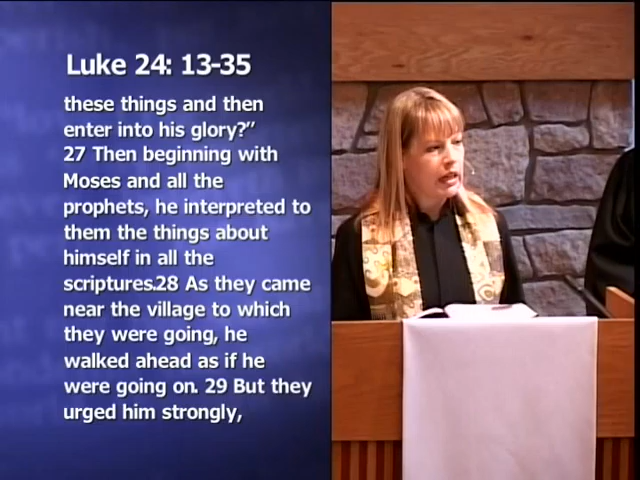 Luke 24: 13-35
these things and then
enter into his glory?"
27 Then beginning with
Moses and all the
prophets, he interpreted to
them the things about
himself in all the
scriptures.28 As they came
near the village to which
they were going, he
walked ahead as if he
were going on. 29 But they
urged him strongly,